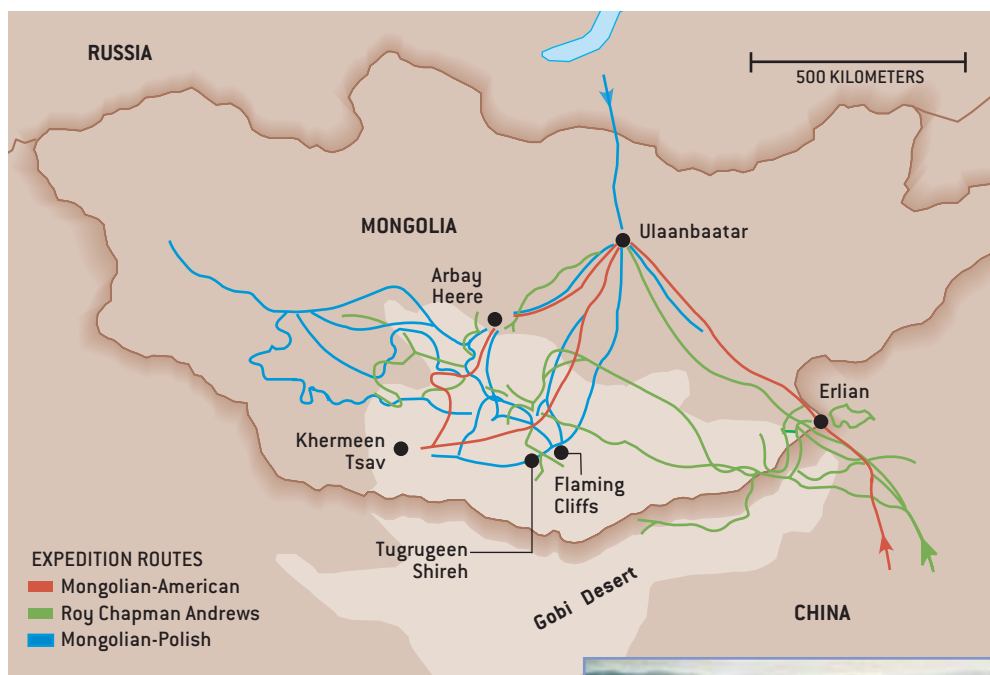 RUSSIA
500 KILOMETERS
MONGOLIA
Ulaanbaatar
Arbay
Heere
Erlian
Khermeen
Tsav
Flaming
Cliffs
Tugrugeen
Shireh
Gobi Desert
CHINA
EXPEDITION ROUTES
Mongolian-American
Roy Chapman Andrews
Mongolian-Polish